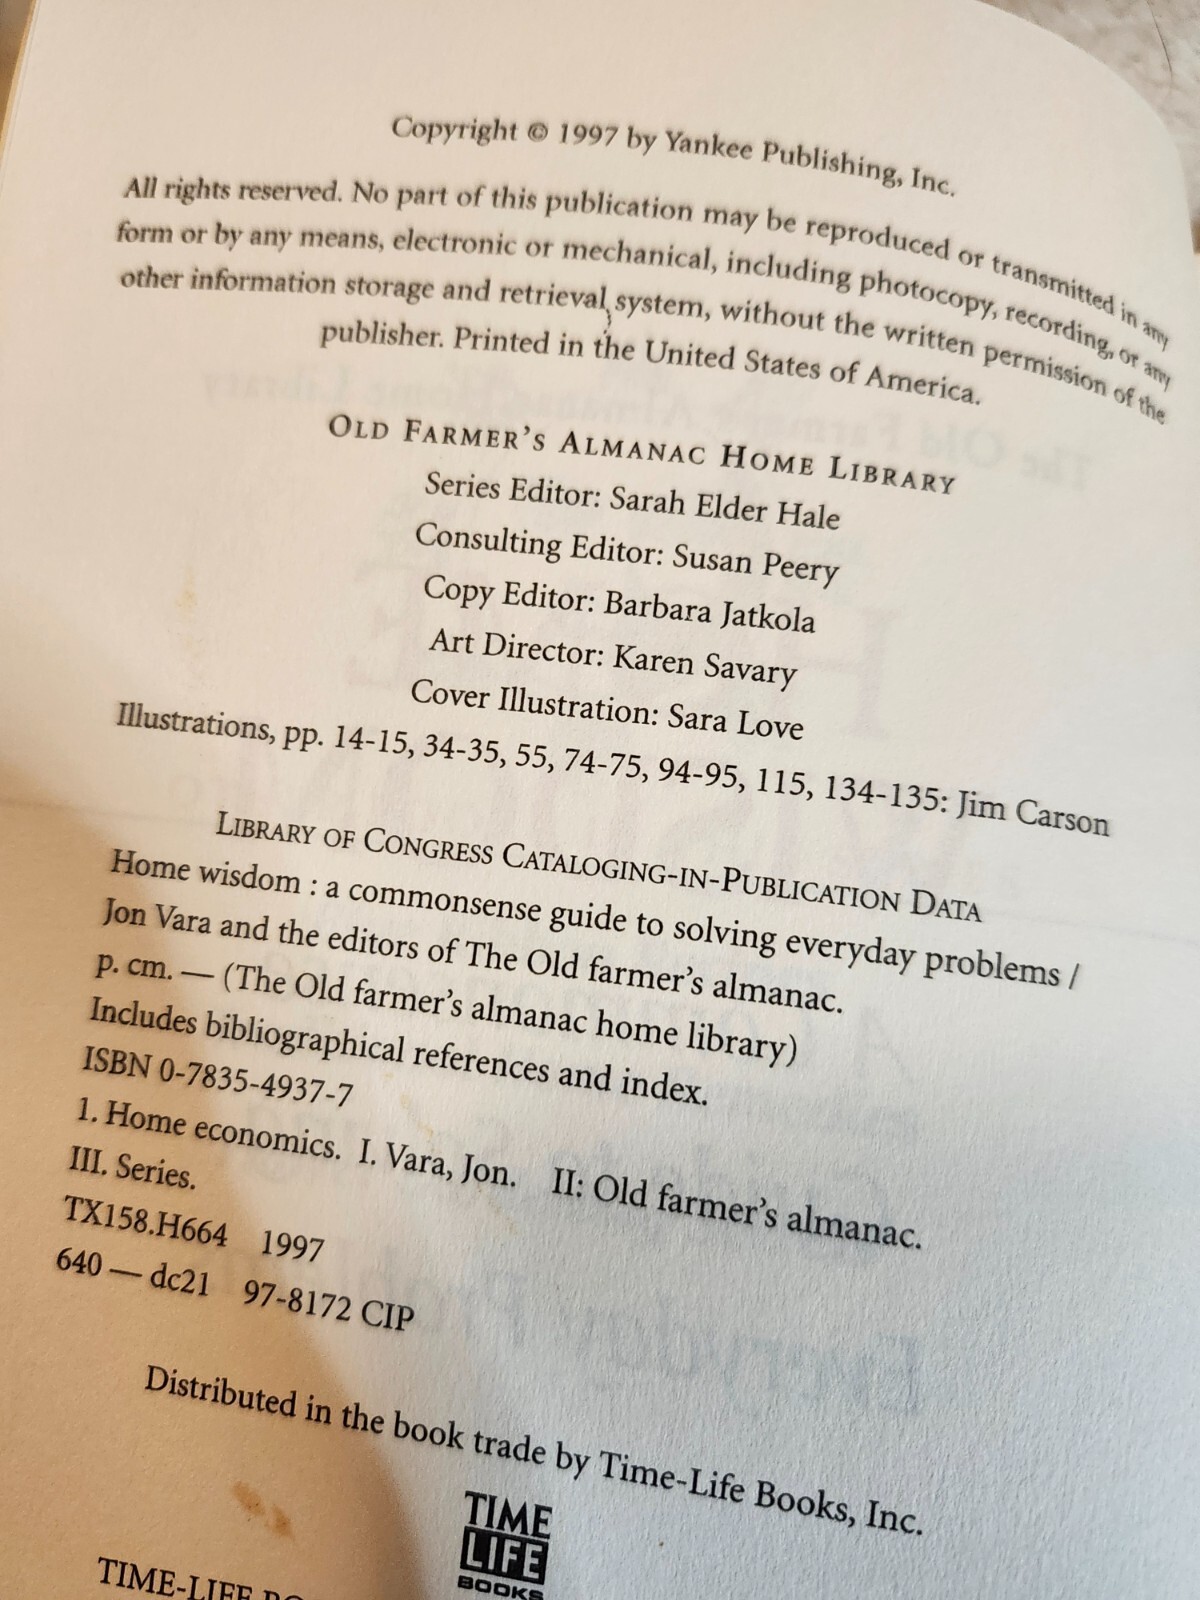 Copyright © 1997 by Yankee Publishing, Inc.
All rights reserved. No part of this publication may be reproduced or transmitted in any
form or by any means, electronic or mechanical, including photocopy, recording, or any
other information storage and retrieval system, without the written permission of the
publisher. Printed in the United States of America.
OLD FARMER'S ALMANAC HOME LIBRARY
Series Editor: Sarah Elder Hale
Consulting Editor: Susan Peery
Copy Editor: Barbara Jatkola
Art Director: Karen Savary
Cover Illustration: Sara Love
Illustrations, pp. 14-15, 34-35, 55, 74-75, 94-95, 115, 134-135: Jim Carson
LIBRARY OF CONGRESS CATALOGING-IN-PUBLICATION DATA
Home wisdom : a commonsense guide to solving everyday problems /
Jon Vara and the editors of The Old farmer's almanac.
p. cm. — (The Old farmer's almanac home library)
Includes bibliographical references and index.
ISBN 0-7835-4937-7
1. Home economics. I. Vara, Jon. II: Old farmer's almanac.
III. Series.
TX158.H664 1997
640 — dc21 97-8172 CIP
Distributed in the book trade by Time-Life Books, Inc.
TIME
LIFE
BOOKS
TIME-LIFE